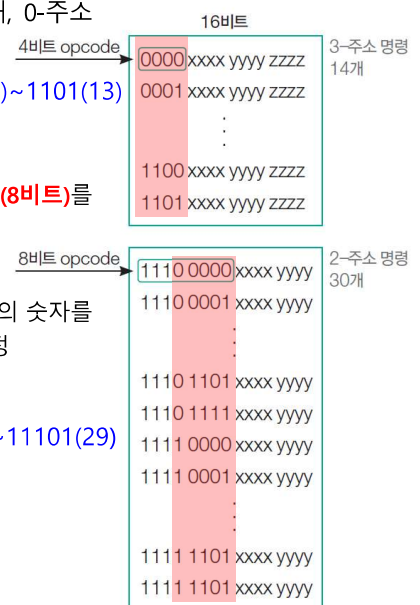 ㅐ, 0-주소
16비트
4비트 opcode
3-주소 명령
14개
0000 xxxx yyyy zzzz
)~1101(13)
0001 xxxx yyyy zzzz
1100 xxxx yyyy zzzz
(8비트)를
1101 xxxx yyyy zzzz
8비트 opcode
2-주소 명령
30개
1110 0000 xxxx yyyy
1110 0001 xxxx yyyy
의 숫자를
정
1110 1101 xxxx yyyy
1110 1111 xxxx yyyy
~11101(29)
1111 0000 xxxx yyyy
1111 0001 xxxx yyyy
1111 1101 xxxx yyyy
1111 1101 xxxx yyyy